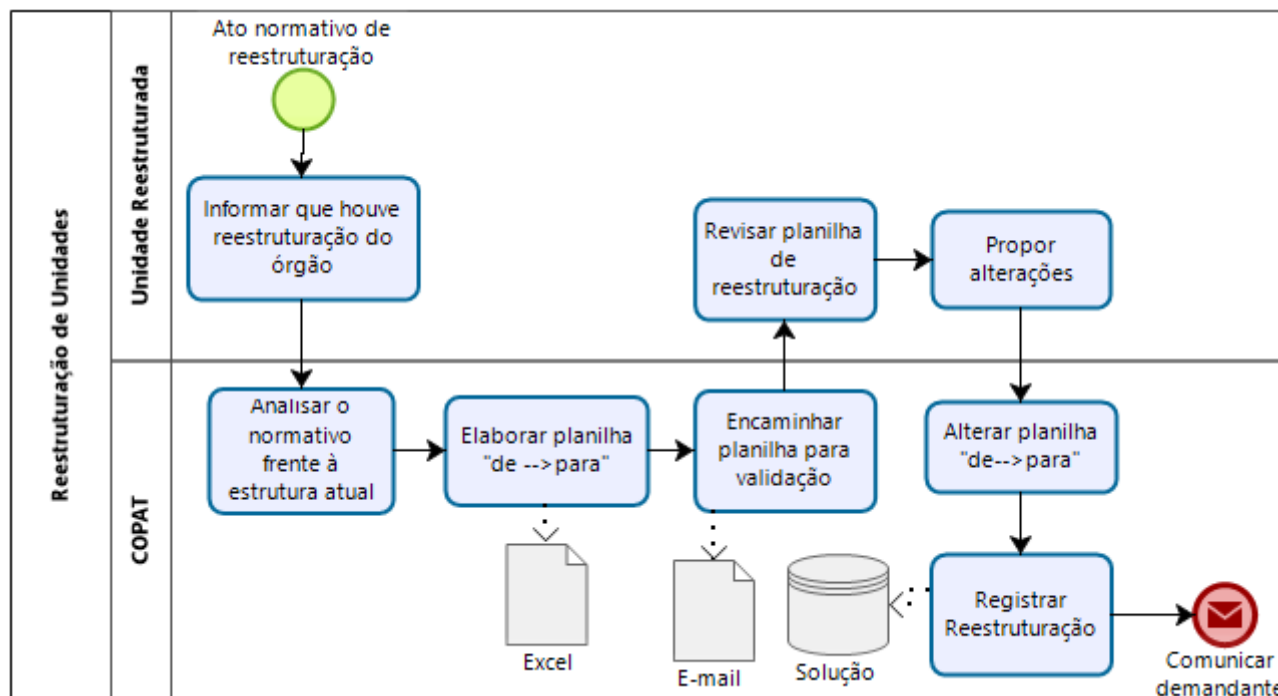 Reestruturação de Unidades
Unidade Reestruturada
Ato normativo de
reestruturação
Informar que houve
reestruturação do
órgão
Revisar planilha
de
reestruturação
Propor
alterações
COPAT
Analisar o
normativo
frente à
estrutura atual
Elaborar planilha
"de -->para"
Encaminhar
planilha para
validação
Alterar planilha
"de-->para"
Excel
E-mail
Solução
Registrar
Reestruturação
Comunicar
demandante